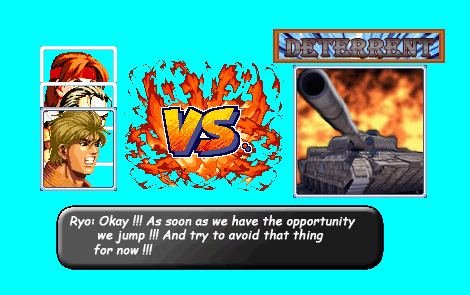 DETERRENT
VS.
Ryo: Okay !!! As soon as we have the opportunity
we jump !!! And try to avoid that thing
for now !!!